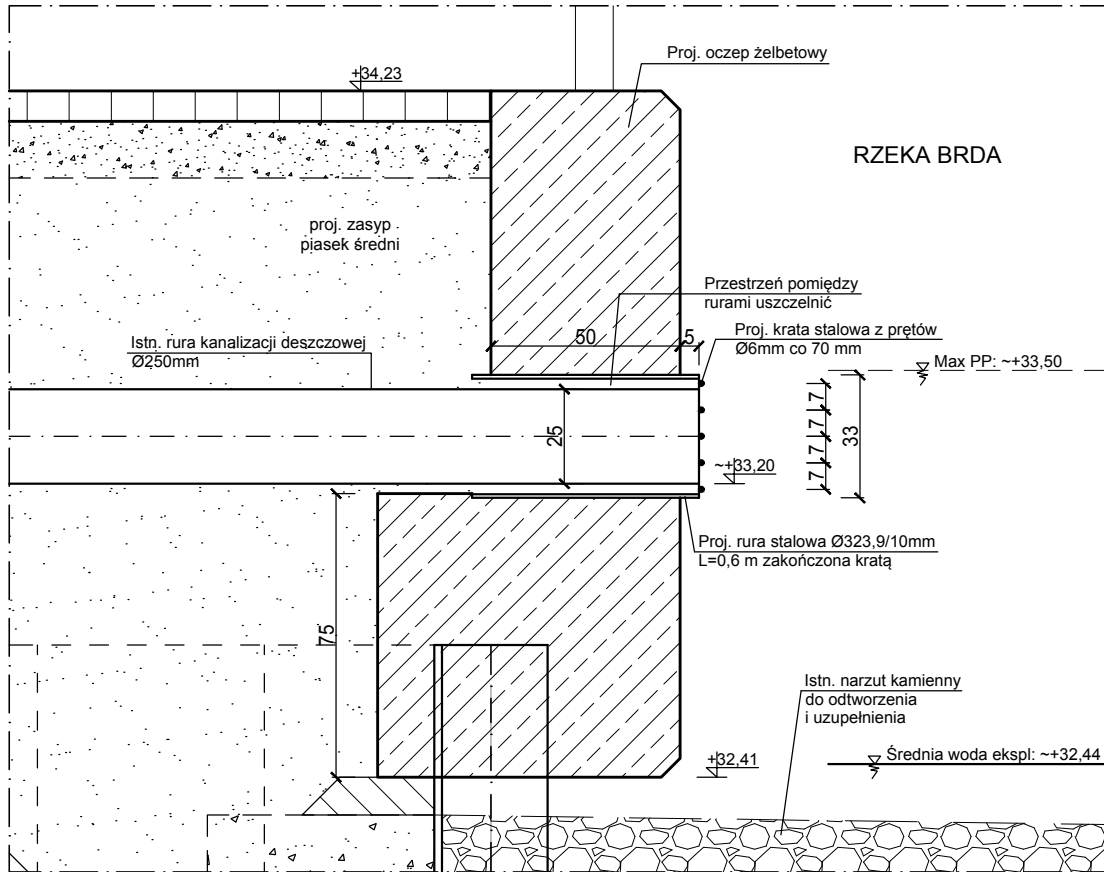 Proj. oczep żelbetowy
+34,23
RZEKA BRDA
proj. zasyp
piasek średni
Przestrzeń pomiędzy
rurami uszczelnić
50
5
Proj. krata stalowa z prętów
Ø6mm co 70 mm
Istn. rura kanalizacji deszczowej
Ø250mm
Max PP: ~+33,50
25
7
7
7
7
33
~+33,20
Proj. rura stalowa Ø323,9/10mm
L=0,6 m zakończona kratą
75
Istn. narzut kamienny
do odtworzenia
i uzupełnienia
+32,41
Średnia woda ekspl: ~+32,44